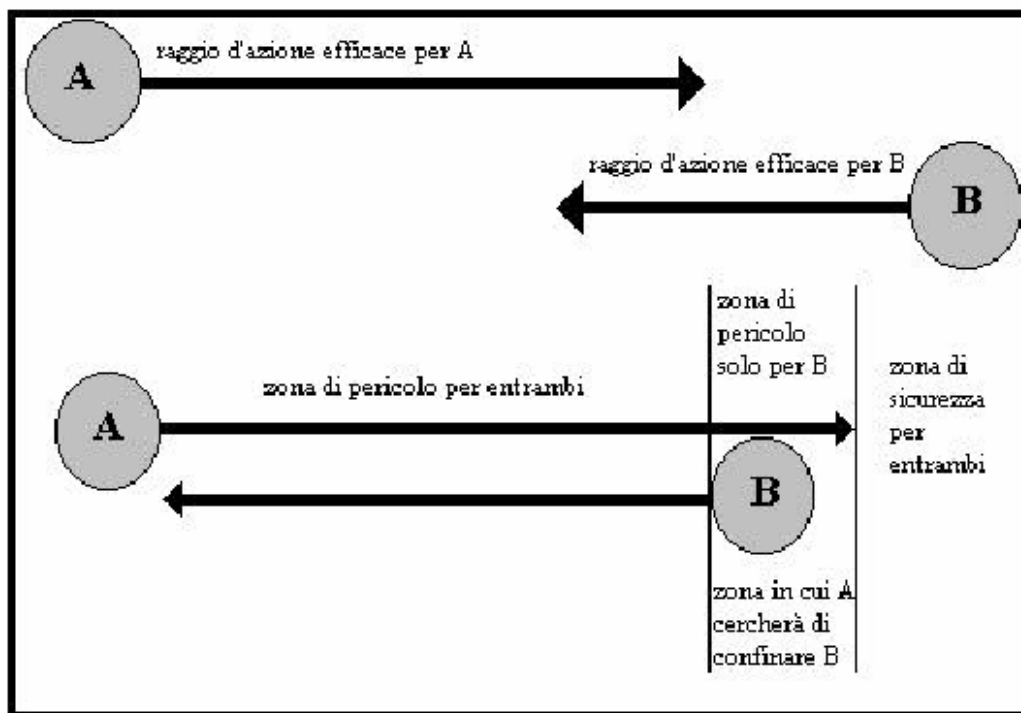 A
raggio d'azione efficace per A
raggio d'azione efficace per B
B
zona di
pericolo
solo per B
zona di pericolo per entrambi
zona di
sicurezza
per
entrambi
A
B
zona in cui A
cercherà di
confinare B